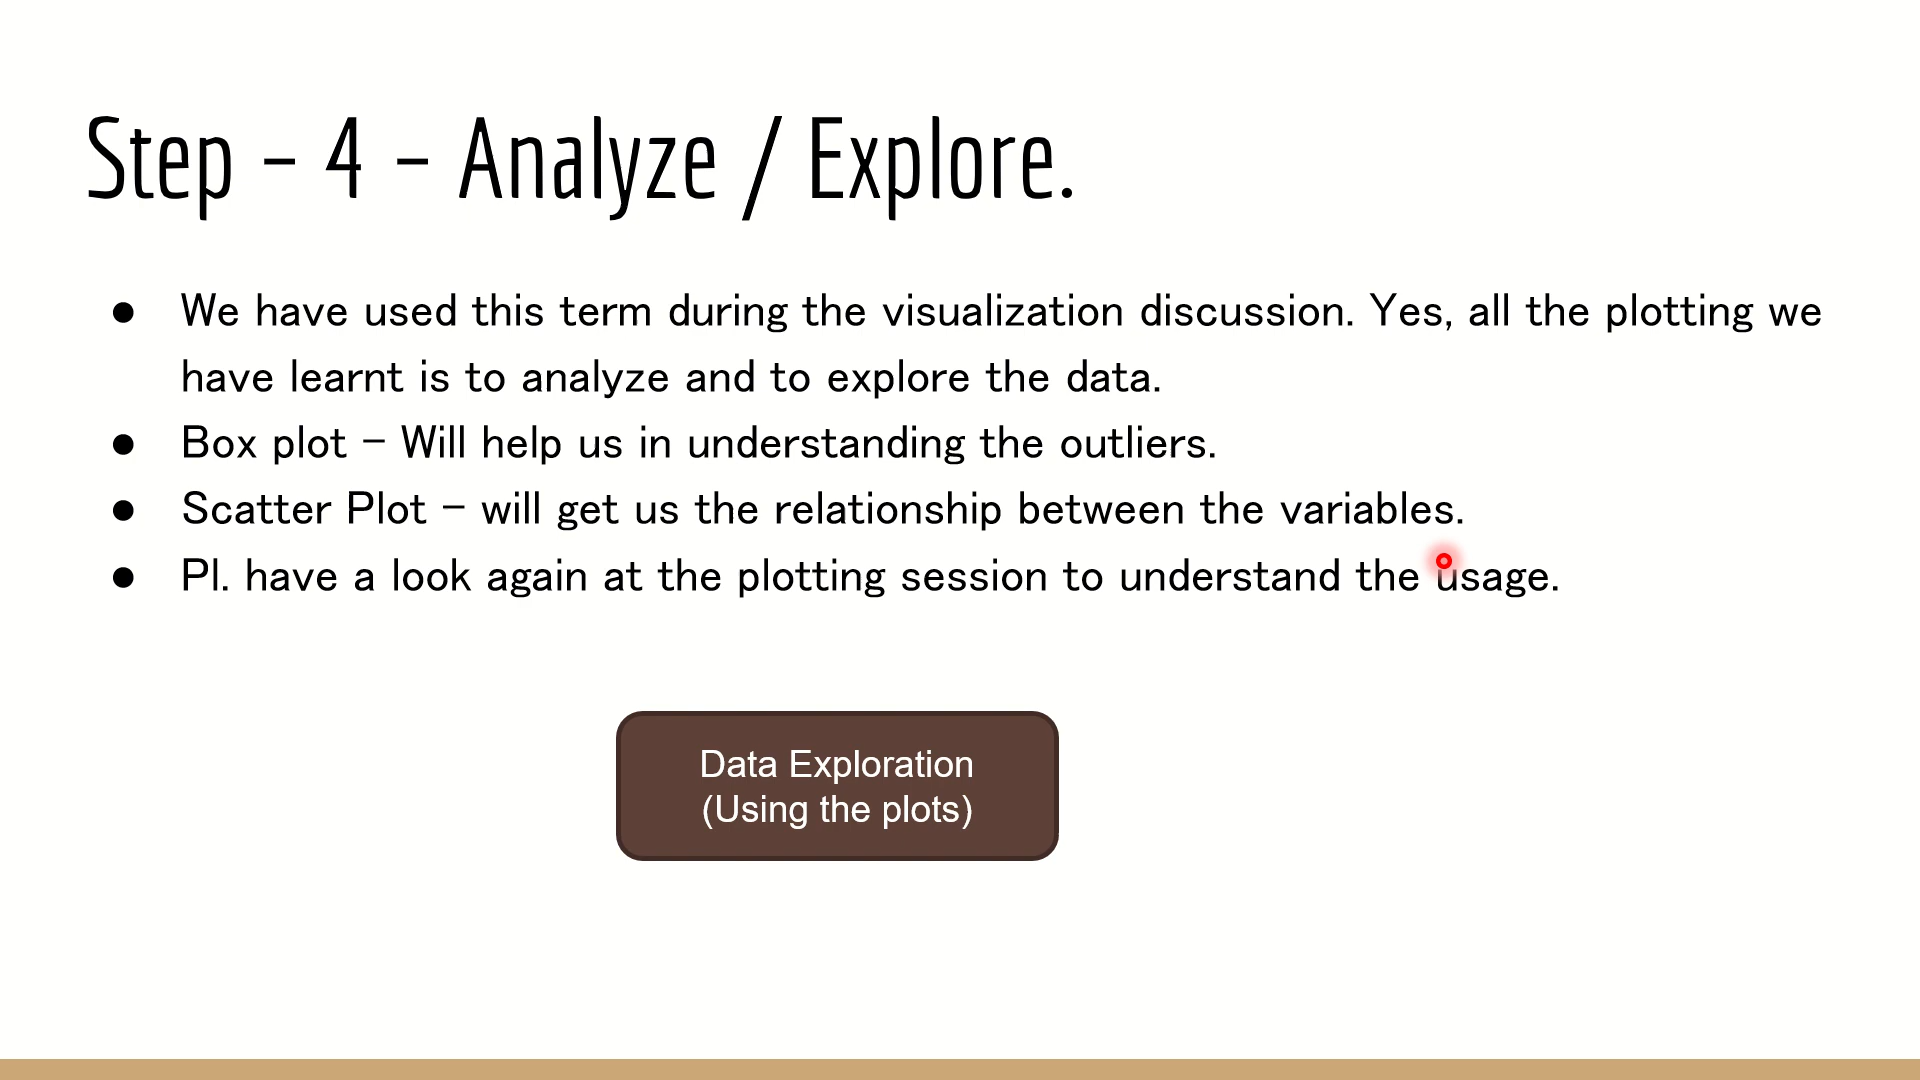 Step – 4 – Analyze / Explore.
● We have used this term during the visualization discussion. Yes, all the plotting we
have learnt is to analyze and to explore the data.
● Box plot – Will help us in understanding the outliers.
● Scatter Plot – will get us the relationship between the variables.
● Pl. have a look again at the plotting session to understand the usage.
Data Exploration
(Using the plots)